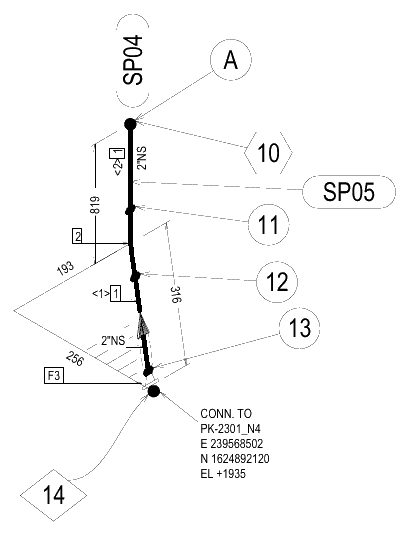 SP04
A
10
<2> 1
2"NS
819
SP05
11
2
193
12
<1> 1
316
13
2"NS
256
F3
CONN. TO
PK-2301_N4
E 239568502
N 1624892120
EL +1935
14